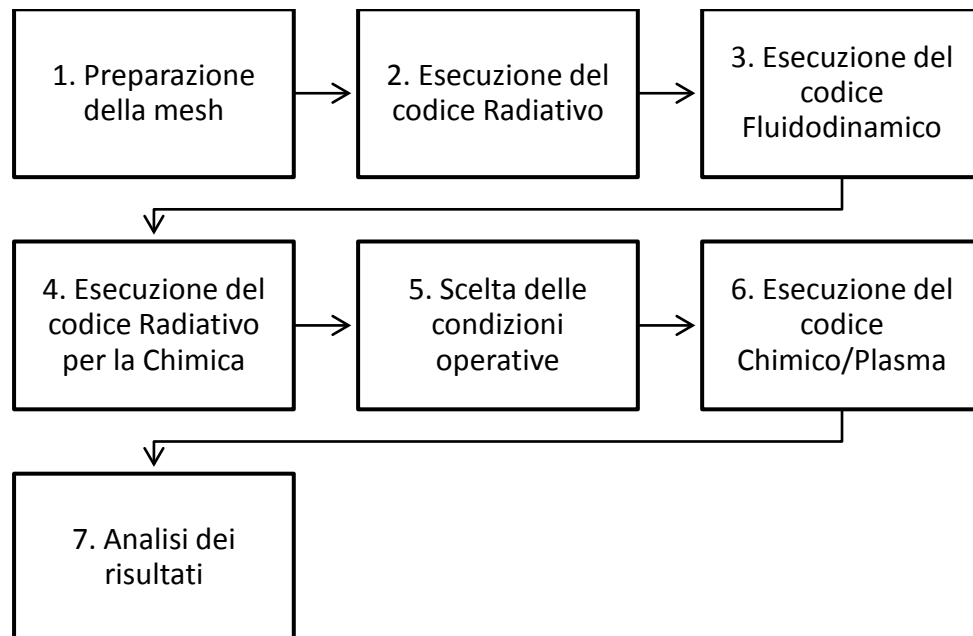 1. Preparazione
della mesh
2. Esecuzione del
codice Radiativo
3. Esecuzione del
codice
Fluidodinamico
4. Esecuzione del
codice Radiativo
per la Chimica
5. Scelta delle
condizioni
operative
6. Esecuzione del
codice
Chimico/Plasma
7. Analisi dei
risultati